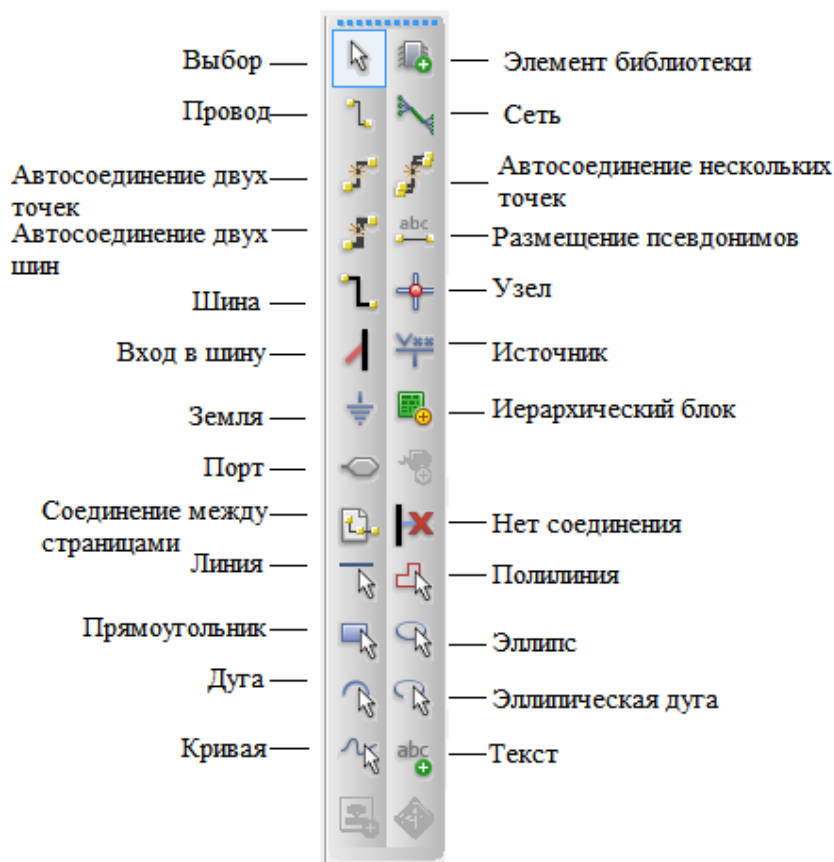 Выбор
Элемент библиотеки
Провод
Сеть
Автосоединение двух
точек
Автосоединение нескольких
точек
Автосоединение двух
шин
abc
Размещение псевдонимов
Шина
Узел
Вход в шину
Источник
Земля
Иерархический блок
Порт
Соединение между
страницами
Нет соединения
Линия
Полилиния
Прямоугольник
Эллипс
Дуга
Эллиптическая дуга
Кривая
abc
Текст